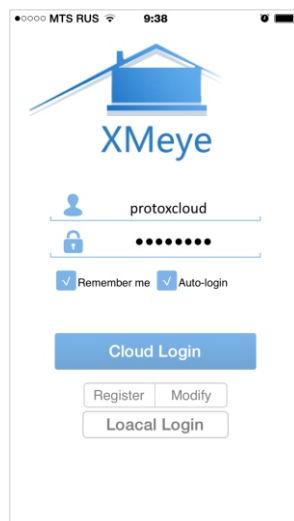 ●○○○○ MTS RUS 9:38
XMeye
protoxcloud
●●●●●●●●
Remember me Auto-login
Cloud Login
Register Modify
Loacal Login